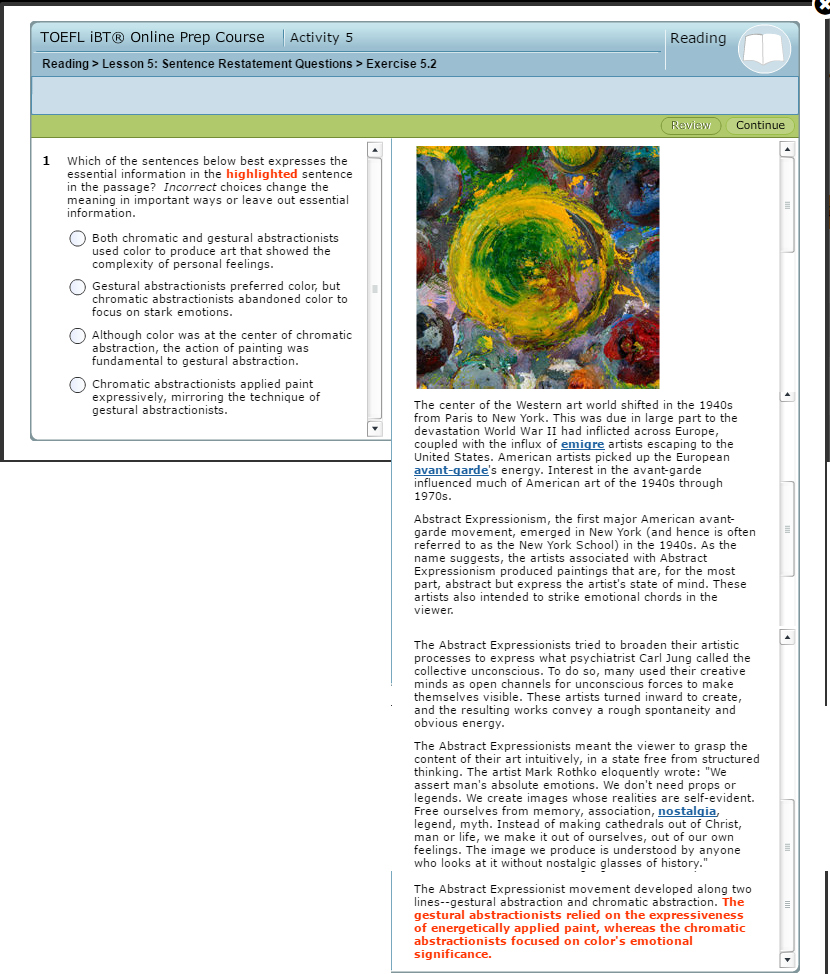 TOEFL iBT® Online Prep Course Activity 5
Reading
Reading > Lesson 5: Sentence Restatement Questions > Exercise 5.2
Review Continue
1 Which of the sentences below best expresses the
essential information in the highlighted sentence
in the passage? Incorrect choices change the
meaning in important ways or leave out essential
information.
Both chromatic and gestural abstractionists
used color to produce art that showed the
complexity of personal feelings.
Gestural abstractionists preferred color, but
chromatic abstractionists abandoned color to
focus on stark emotions.
Although color was at the center of chromatic
abstraction, the action of painting was
fundamental to gestural abstraction.
Chromatic abstractionists applied paint
expressively, mirroring the technique of
gestural abstractionists.
The center of the Western art world shifted in the 1940s
from Paris to New York. This was due in large part to the
devastation World War II had inflicted across Europe,
coupled with the influx of emigre artists escaping to the
United States. American artists picked up the European
avant-garde's energy. Interest in the avant-garde
influenced much of American art of the 1940s through
1970s.
Abstract Expressionism, the first major American avant-
garde movement, emerged in New York (and hence is often
referred to as the New York School) in the 1940s. As the
name suggests, the artists associated with Abstract
Expressionism produced paintings that are, for the most
part, abstract but express the artist's state of mind. These
artists also intended to strike emotional chords in the
viewer.
The Abstract Expressionists tried to broaden their artistic
processes to express what psychiatrist Carl Jung called the
collective unconscious. To do so, many used their creative
minds as open channels for unconscious forces to make
themselves visible. These artists turned inward to create,
and the resulting works convey a rough spontaneity and
obvious energy.
The Abstract Expressionists meant the viewer to grasp the
content of their art intuitively, in a state free from structured
thinking. The artist Mark Rothko eloquently wrote: "We
assert man's absolute emotions. We don't need props or
legends. We create images whose realities are self-evident.
Free ourselves from memory, association, nostalgia,
legend, myth. Instead of making cathedrals out of Christ,
man or life, we make it out of ourselves, out of our own
feelings. The image we produce is understood by anyone
who looks at it without nostalgic glasses of history."
The Abstract Expressionist movement developed along two
lines--gestural abstraction and chromatic abstraction. The
gestural abstractionists relied on the expressiveness
of energetically applied paint, whereas the chromatic
abstractionists focused on color's emotional
significance.